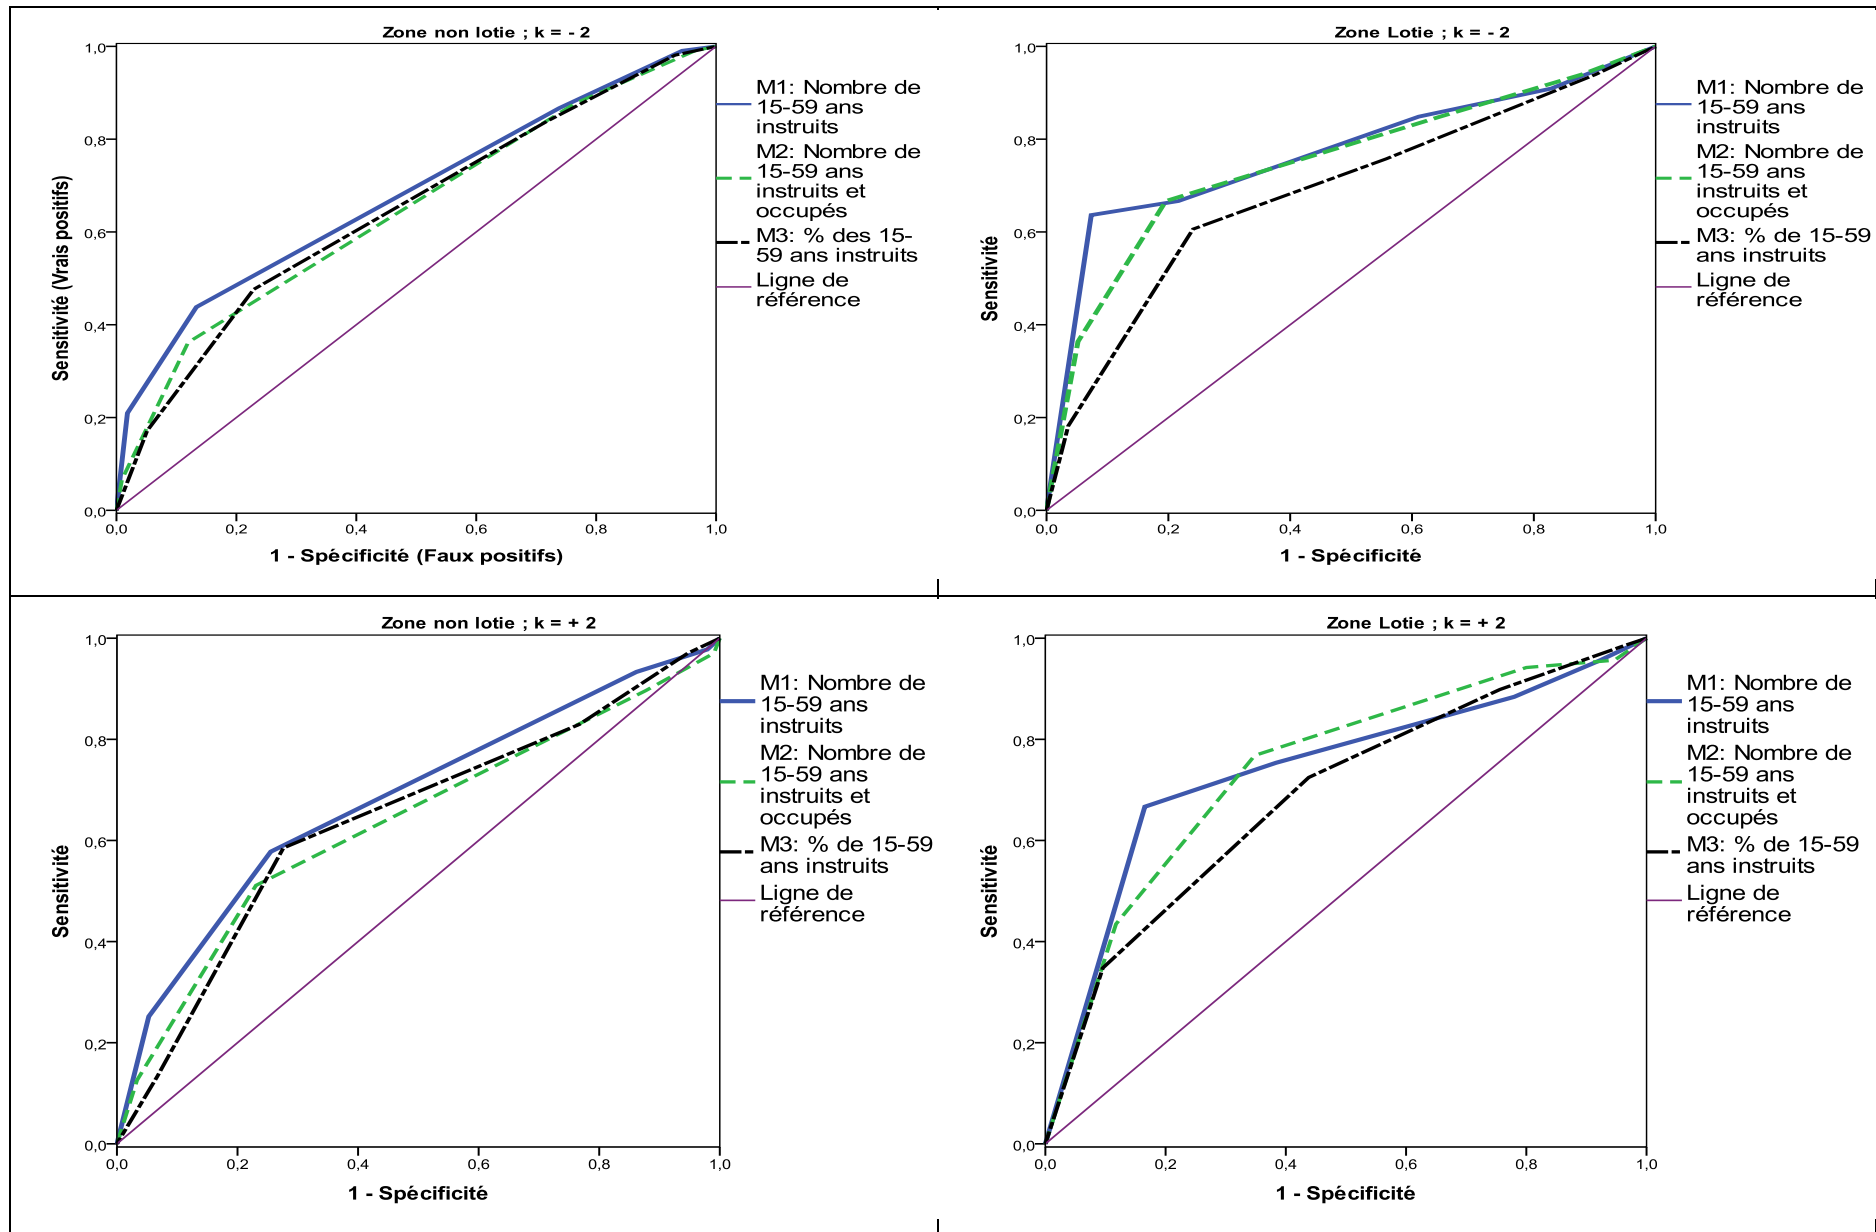 Zone non lotie ; k = - 2
1,0
0,8
0,6
0,4
0,2
0,0
Sensitivité (Vrais positifs)
0,0 0,2 0,4 0,6 0,8 1,0
1 - Spécificité (Faux positifs)
M1: Nombre de
15-59 ans
instruits
M2: Nombre de
15-59 ans
instruits et
occupés
M3: % des 15-
59 ans instruits
Ligne de
référence
Zone Lotie ; k = - 2
1,0
0,8
0,6
0,4
0,2
0,0
Sensitivité
0,0 0,2 0,4 0,6 0,8 1,0
1 - Spécificité
M1: Nombre de
15-59 ans
instruits
M2: Nombre de
15-59 ans
instruits et
occupés
M3: % de 15-59
ans instruits
Ligne de
référence
Zone non lotie ; k = + 2
1,0
0,8
0,6
0,4
0,2
0,0
Sensitivité
0,0 0,2 0,4 0,6 0,8 1,0
1 - Spécificité
M1: Nombre de
15-59 ans
instruits
M2: Nombre de
15-59 ans
instruits et
occupés
M3: % de 15-59
ans instruits
Ligne de
référence
Zone Lotie ; k = + 2
1,0
0,8
0,6
0,4
0,2
0,0
Sensitivité
0,0 0,2 0,4 0,6 0,8 1,0
1 - Spécificité
M1: Nombre de
15-59 ans
instruits
M2: Nombre de
15-59 ans
instruits et
occupés
M3: % de 15-59
ans instruits
Ligne de
référence